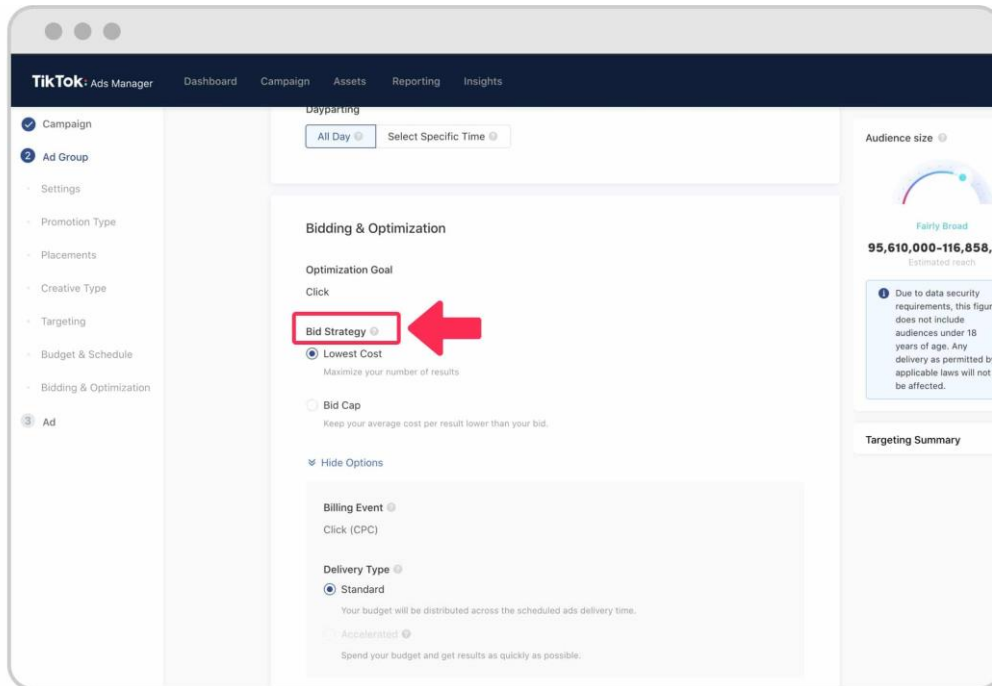 TikTok: Ads Manager
Dashboard
Campaign
Assets
Reporting
Insights
Campaign
2 Ad Group
Settings
Promotion Type
Placements
Creative Type
Targeting
Budget & Schedule
Bidding & Optimization
3 Ad
Dayparting
All Day ?
Select Specific Time ?
Bidding & Optimization
Optimization Goal
Click
Bid Strategy ?
Lowest Cost
Maximize your number of results
Bid Cap
Keep your average cost per result lower than your bid.
Hide Options
Billing Event ?
Click (CPC)
Delivery Type ?
Standard
Your budget will be distributed across the scheduled ads delivery time.
Accelerated ?
Spend your budget and get results as quickly as possible.
Audience size ?
Fairly Broad
95,610,000-116,858,
Estimated reach
Due to data security
requirements, this figur
does not include
audiences under 18
years of age. Any
delivery as permitted b
applicable laws will not
be affected.
Targeting Summary